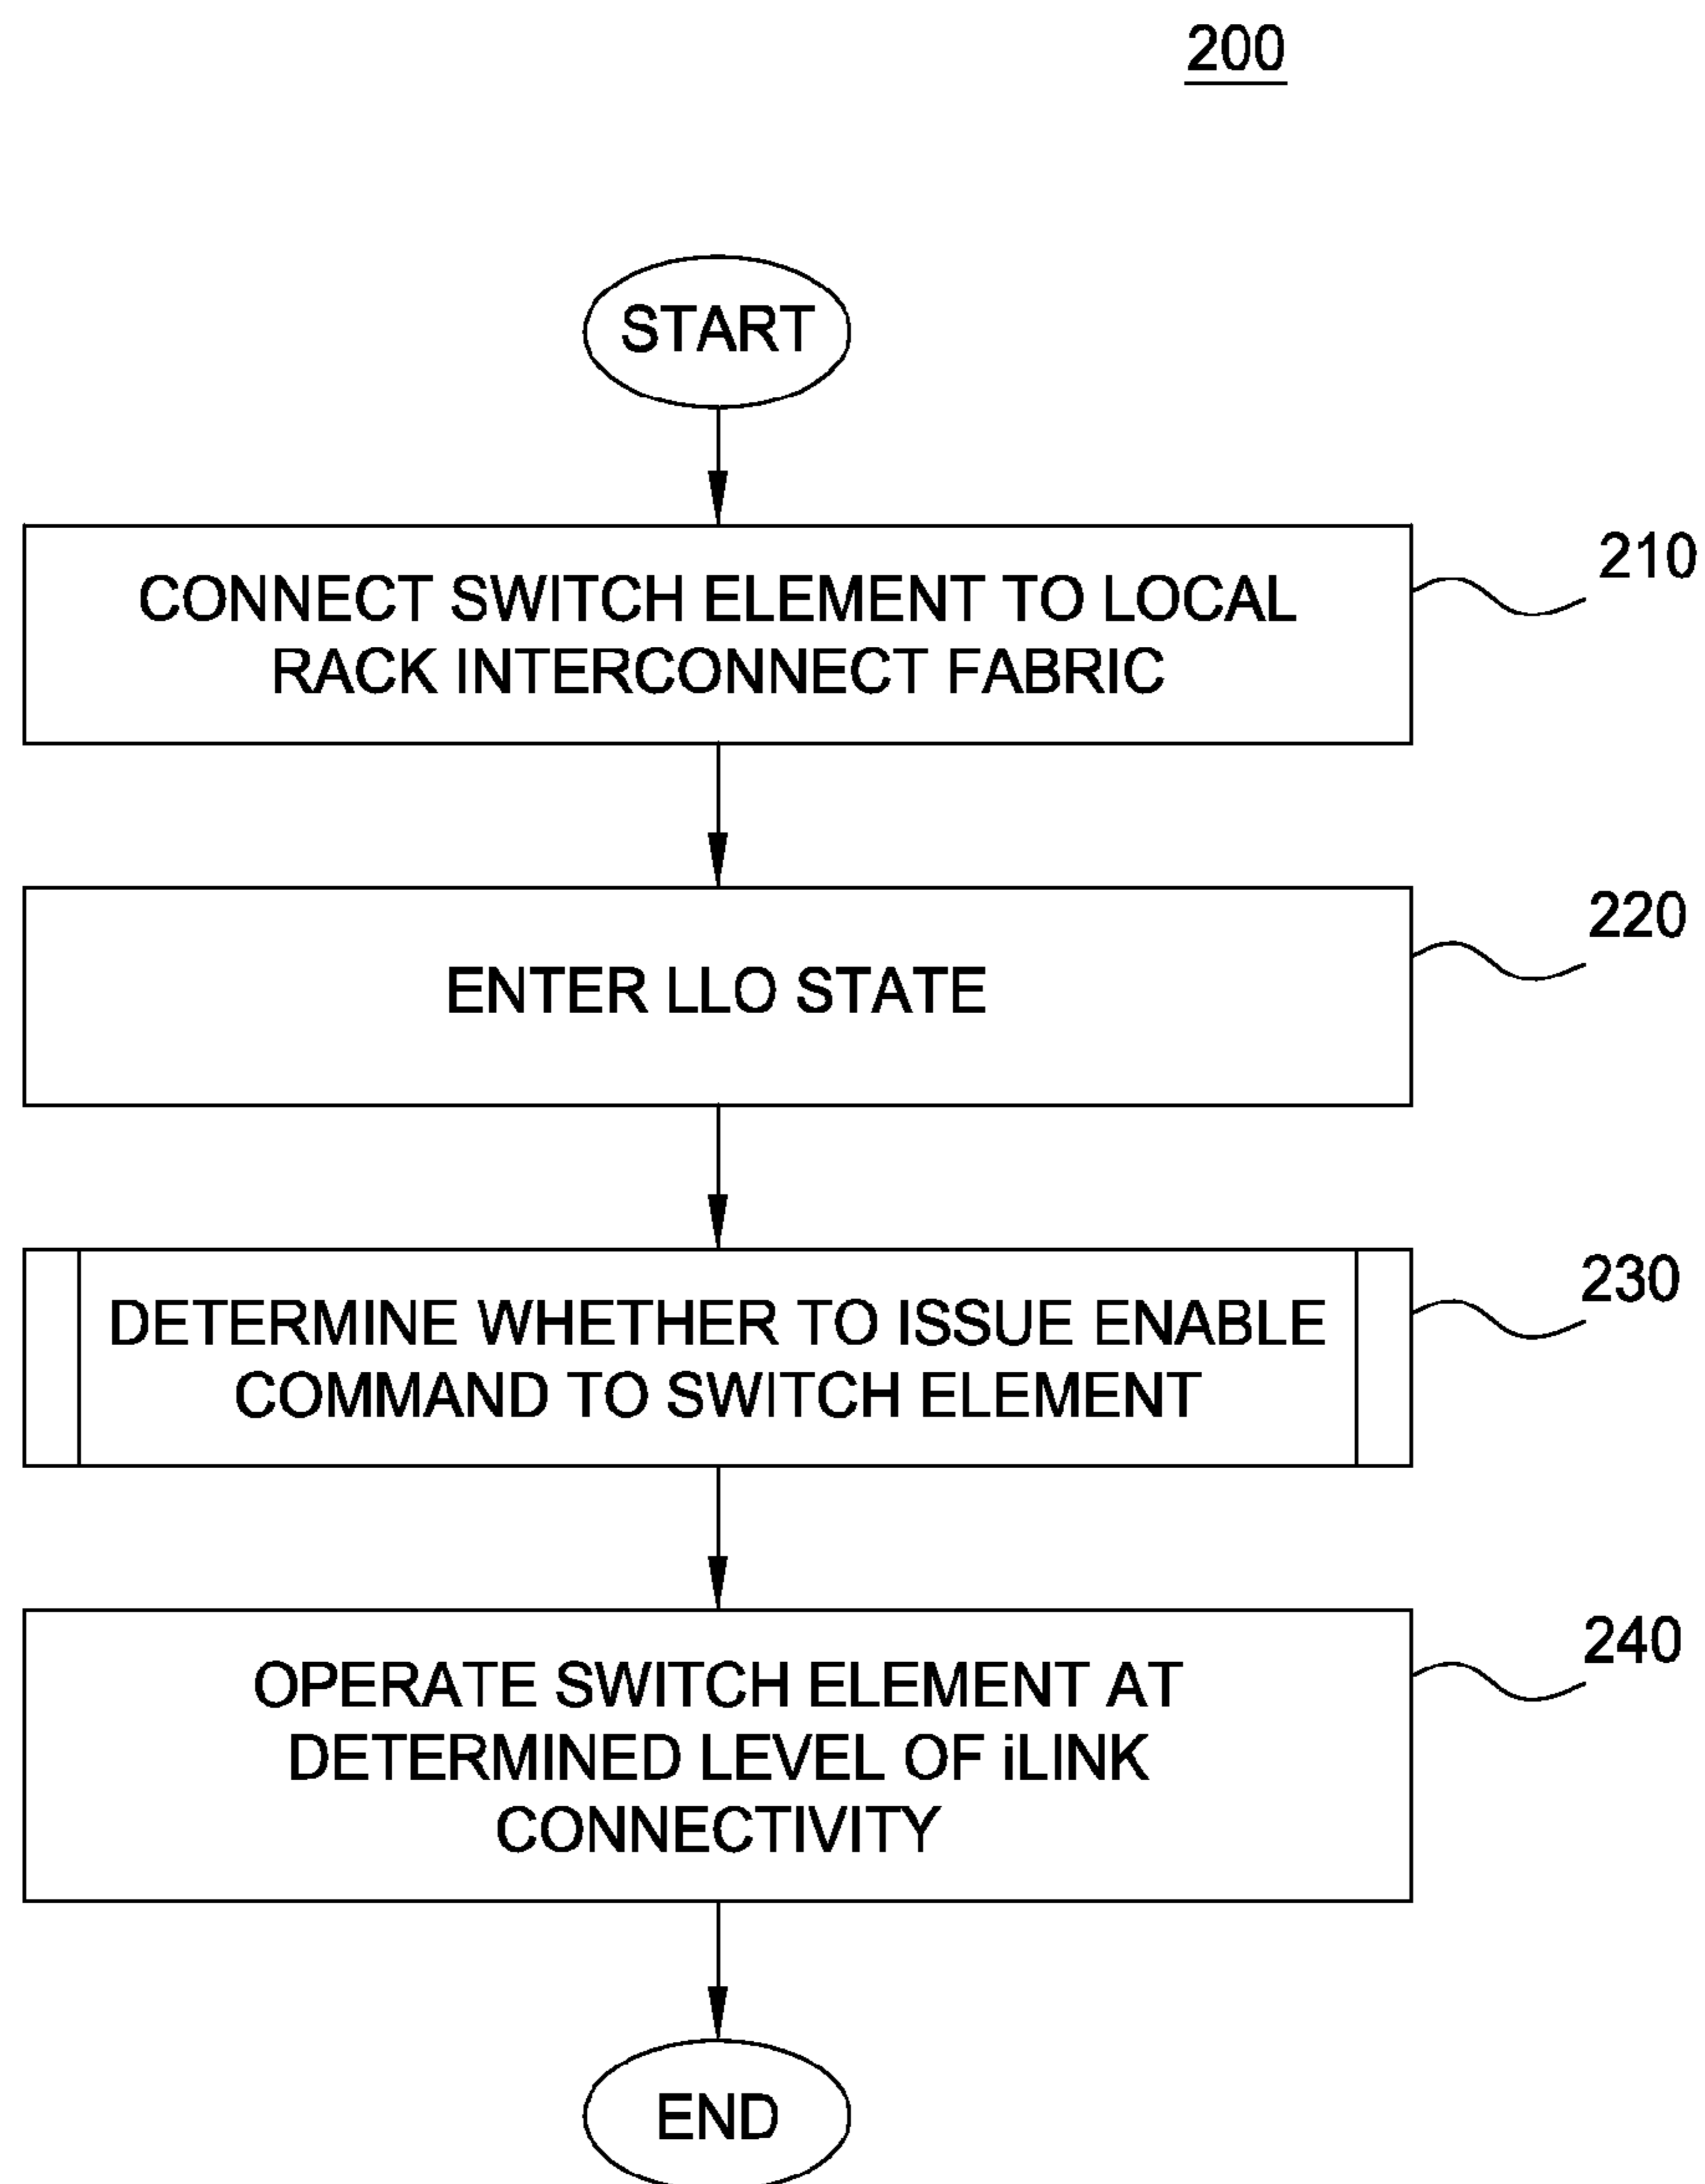 200
START
CONNECT SWITCH ELEMENT TO LOCAL
RACK INTERCONNECT FABRIC
210
ENTER LLO STATE
220
DETERMINE WHETHER TO ISSUE ENABLE
COMMAND TO SWITCH ELEMENT
230
OPERATE SWITCH ELEMENT AT
DETERMINED LEVEL OF iLINK
CONNECTIVITY
240
END